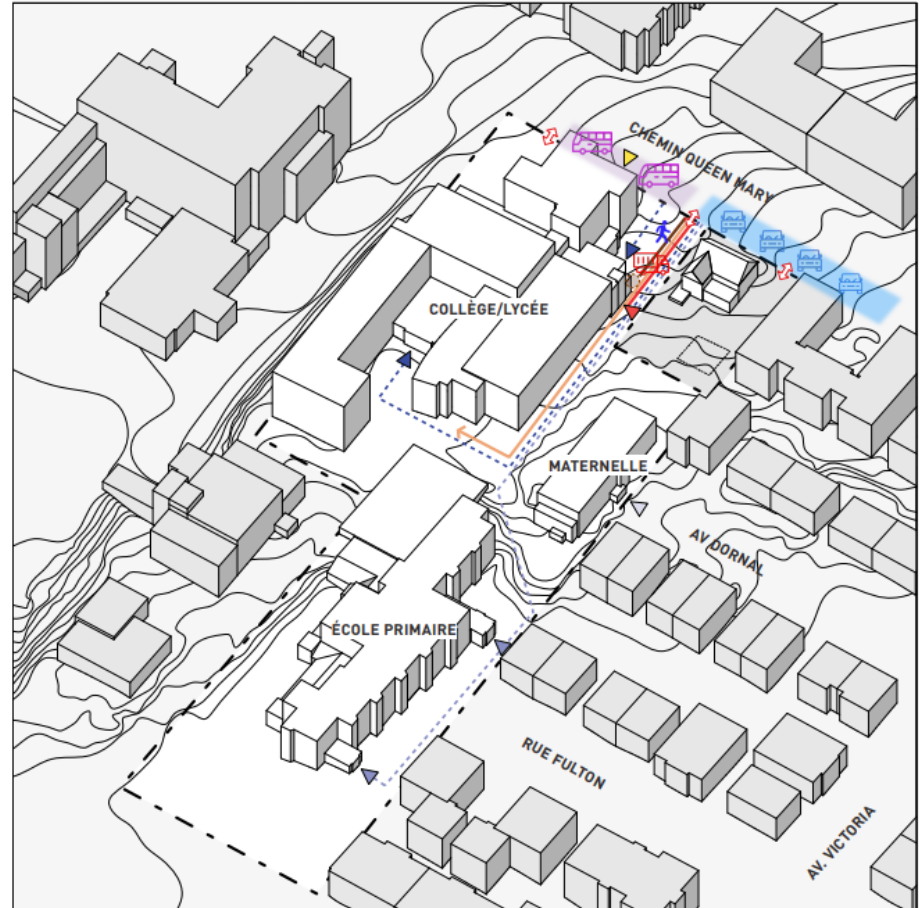 CHEMIN QUEEN MARY
COLLÈGE/LYCÉE
MATERNELLE
AV DORNAL
ÉCOLE PRIMAIRE
RUE FULTON
AV. VICTORIA